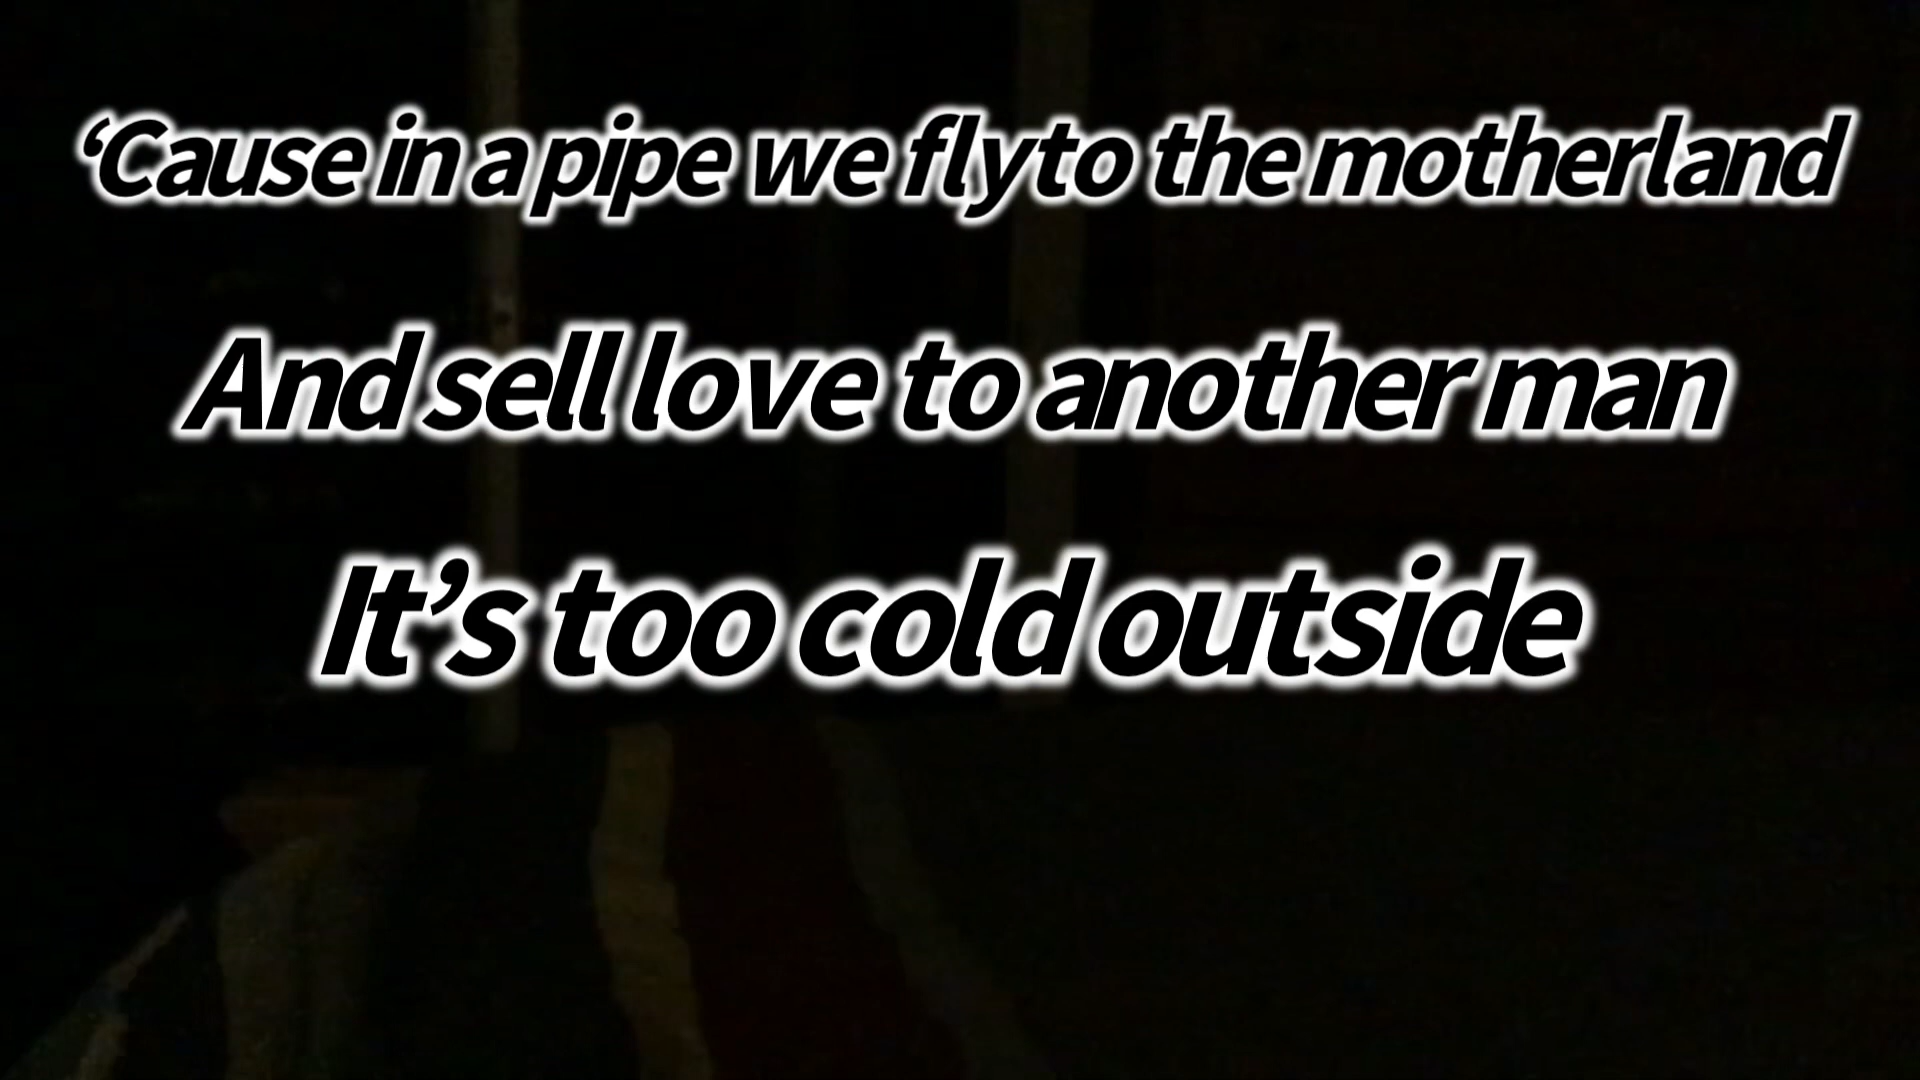 ‘Cause in a pipe we flyto the motherland
And sell love to another man
It’s too cold outside